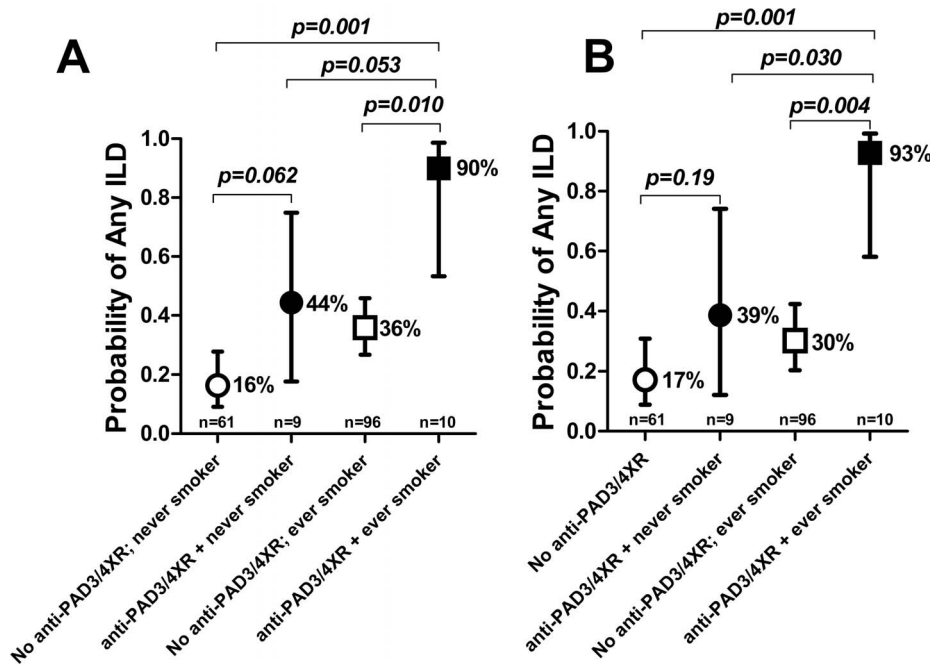 A
p=0.001
p=0.053
p=0.010
p=0.062
Probability of Any ILD
1.0
0.8
0.6
0.4
0.2
0.0
16%
44%
36%
90%
n=61
n=9
n=96
n=10
No anti-PAD3/4XR; never smoker
anti-PAD3/4XR + never smoker
No anti-PAD3/4XR; ever smoker
anti-PAD3/4XR + ever smoker
B
p=0.001
p=0.030
p=0.004
p=0.19
Probability of Any ILD
1.0
0.8
0.6
0.4
0.2
0.0
17%
39%
30%
93%
n=61
n=9
n=96
n=10
No anti-PAD3/4XR
anti-PAD3/4XR + never smoker
No anti-PAD3/4XR; ever smoker
anti-PAD3/4XR + ever smoker